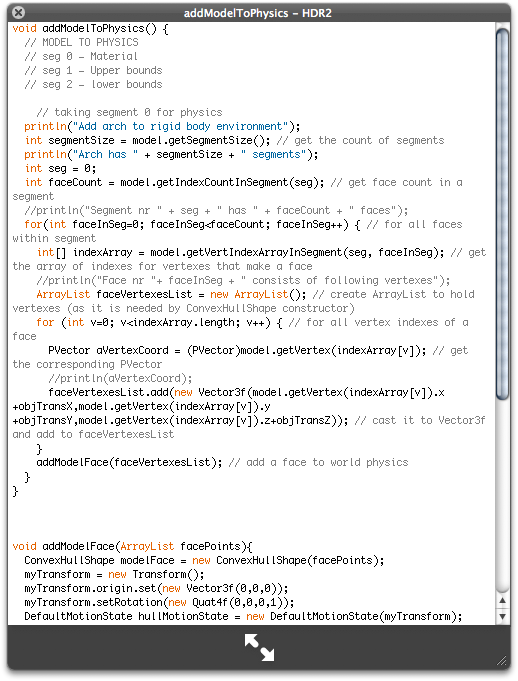 addModelToPhysics – HDR2
void addModelToPhysics() {
// MODEL TO PHYSICS
// seg 0 – Material
// seg 1 – Upper bounds
// seg 2 – lower bounds
// taking segment 0 for physics
println("Add arch to rigid body environment");
int segmentSize = model.getSegmentSize(); // get the count of segments
println("Arch has " + segmentSize + " segments");
int seg = 0;
int faceCount = model.getIndexCountInSegment(seg); // get face count in a
segment
//println("Segment nr " + seg + " has " + faceCount + " faces");
for(int faceInSeg=0; faceInSeg<faceCount; faceInSeg++) { // for all faces
within segment
int[] indexArray = model.getVertIndexArrayInSegment(seg, faceInSeg); // get
the array of indexes for vertexes that make a face
//println("Face nr "+ faceInSeg + " consists of following vertexes");
ArrayList faceVertexesList = new ArrayList(); // create ArrayList to hold
vertexes (as it is needed by ConvexHullShape constructor)
for (int v=0; v<indexArray.length; v++) { // for all vertex indexes of a
face
PVector aVertexCoord = (PVector)model.getVertex(indexArray[v]); // get
the corresponding PVector
//println(aVertexCoord);
faceVertexesList.add(new Vector3f(model.getVertex(indexArray[v]).x
+objTransX,model.getVertex(indexArray[v]).y
+objTransY,model.getVertex(indexArray[v]).z+objTransZ)); // cast it to Vector3f
and add to faceVertexesList
}
addModelFace(faceVertexesList); // add a face to world physics
}
}
void addModelFace(ArrayList facePoints){
ConvexHullShape modelFace = new ConvexHullShape(facePoints);
myTransform = new Transform();
myTransform.origin.set(new Vector3f(0,0,0));
myTransform.setRotation(new Quat4f(0,0,0,1));
DefaultMotionState hullMotionState = new DefaultMotionState(myTransform);